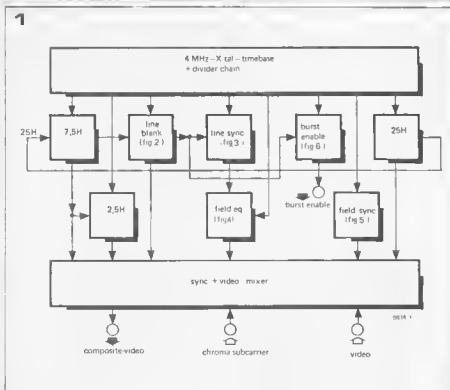 1
4 MHz-X tal-timebase
+ divider chain
25H
7,5H
line
blank
(fig 2)
line sync
(fig 3)
burst
enable
(fig 6)
25H
2,5H
field eq
(fig 4)
burst enable
field sync
(fig 5)
sync + video mixer
composite-video
chroma subcarrier
video